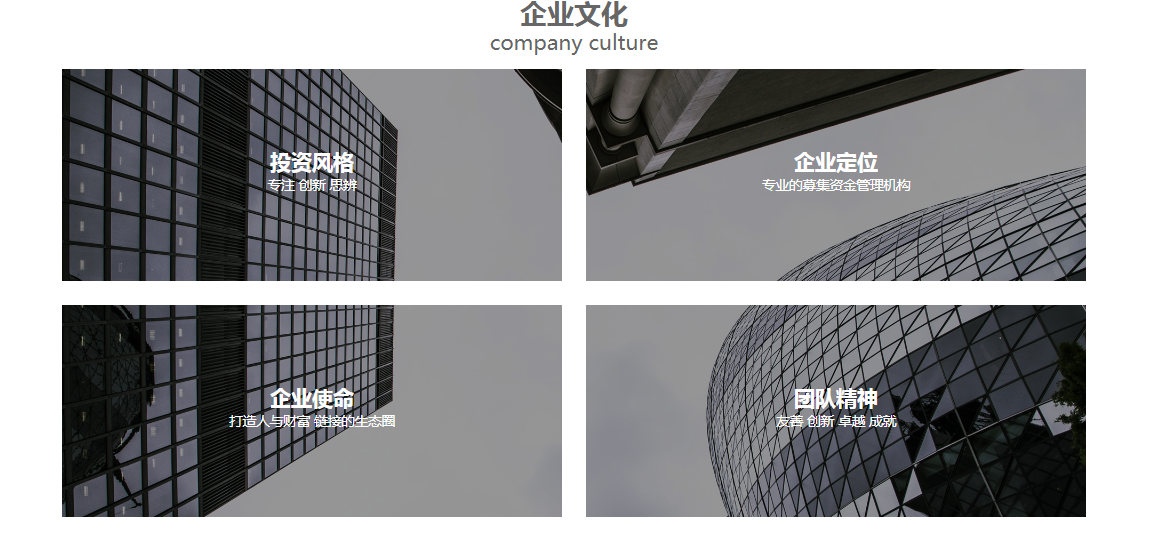 企业文化
company culture
投资风格
专注 创新 思辨
企业定位
专业的募集资金管理机构
企业使命
打造人与财富 链接的生态圈
团队精神
友善 创新 卓越 成就